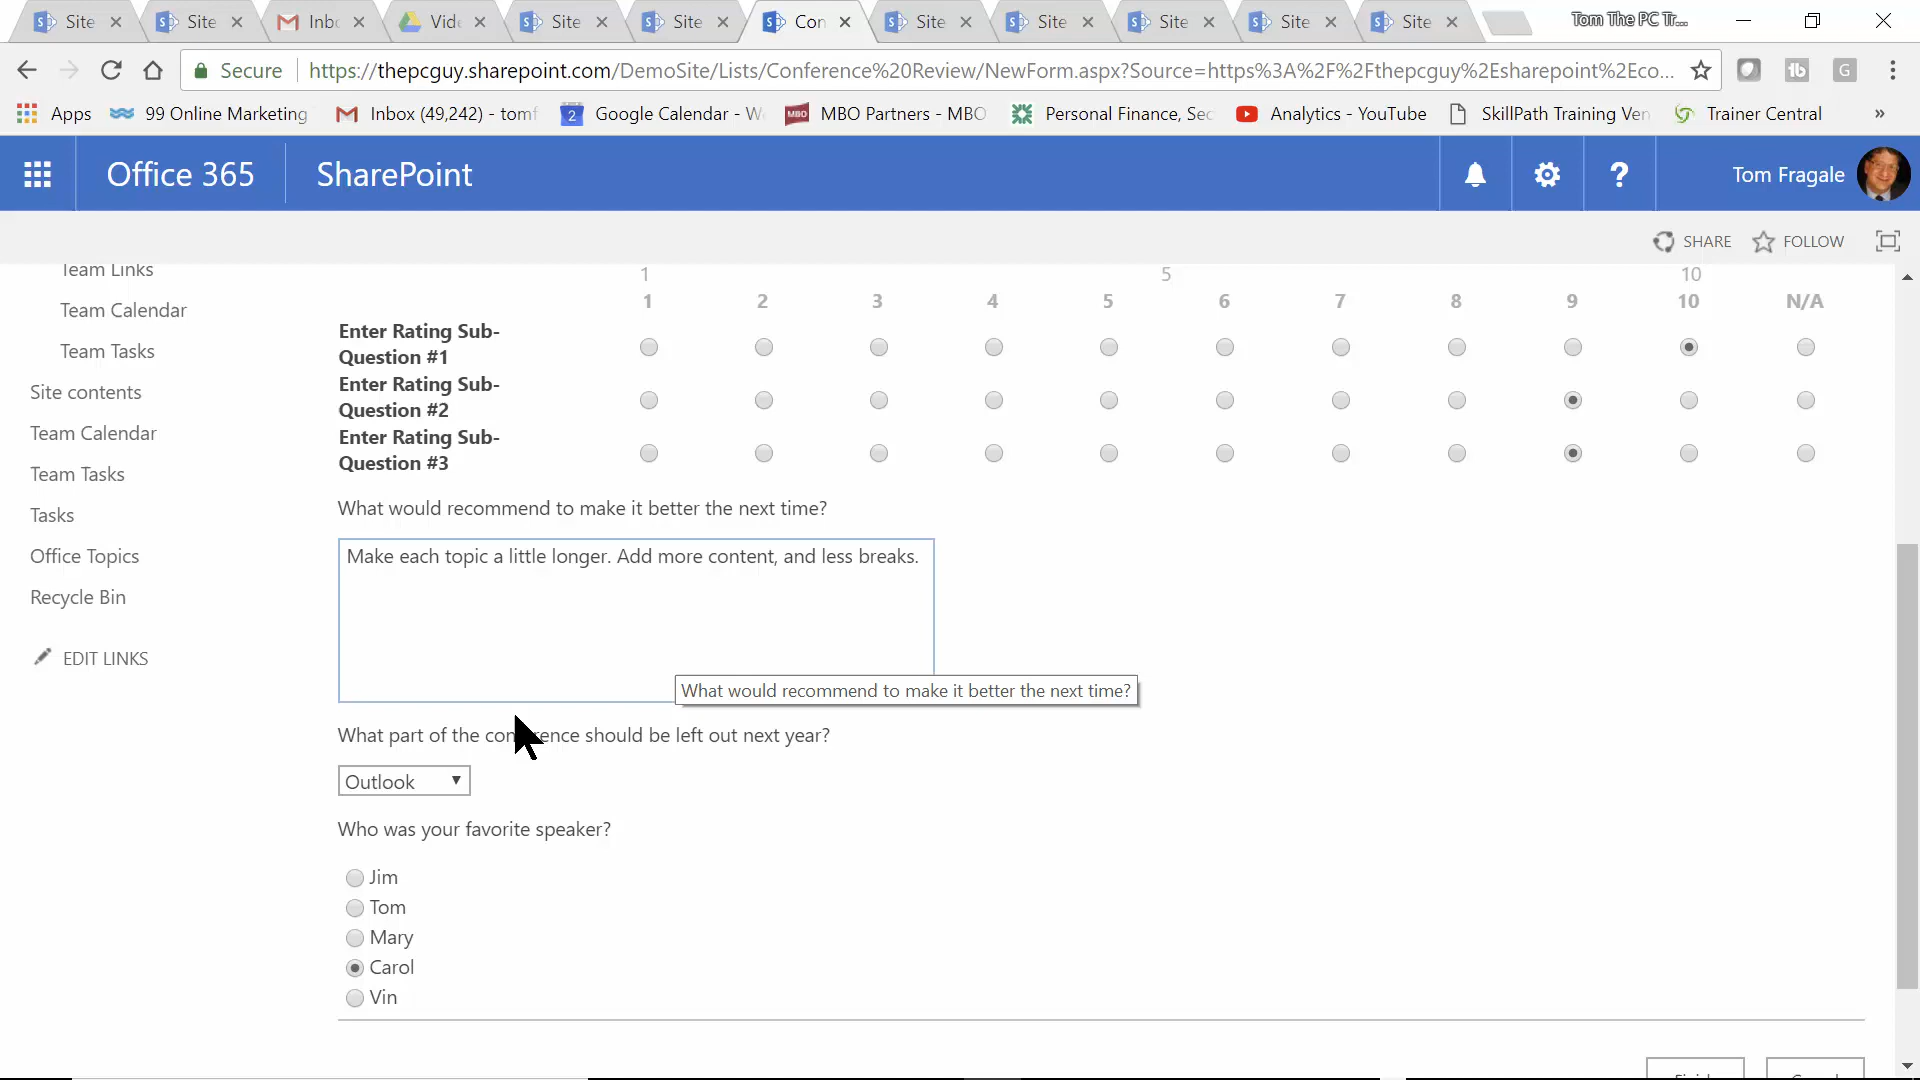 Site
Site
Inb
Vide
Site
Site
Con
Site
Site
Site
Site
Site
Tom The PC Tr...
Secure
https://thepcguy.sharepoint.com/DemoSite/Lists/Conference%20Review/NewForm.aspx?Source=https%3A%2F%2Fthepcguy%2Esharepoint%2Eco...
Apps
99 Online Marketing
Inbox (49,242) - tomf
2
Google Calendar - W
MBO
MBO Partners - MBO
Personal Finance, Sec
Analytics - YouTube
SkillPath Training Ven
Trainer Central
»
Office 365
SharePoint
?
Tom Fragale
SHARE
FOLLOW
Team Links
Team Calendar
Team Tasks
Site contents
Team Calendar
Team Tasks
Tasks
Office Topics
Recycle Bin
EDIT LINKS
1 5 10
1 2 3 4 5 6 7 8 9 10 N/A
Enter Rating Sub-
Question #1
Enter Rating Sub-
Question #2
Enter Rating Sub-
Question #3
What would recommend to make it better the next time?
Make each topic a little longer. Add more content, and less breaks.
What would recommend to make it better the next time?
What part of the conference should be left out next year?
Outlook
Who was your favorite speaker?
Jim
Tom
Mary
Carol
Vin